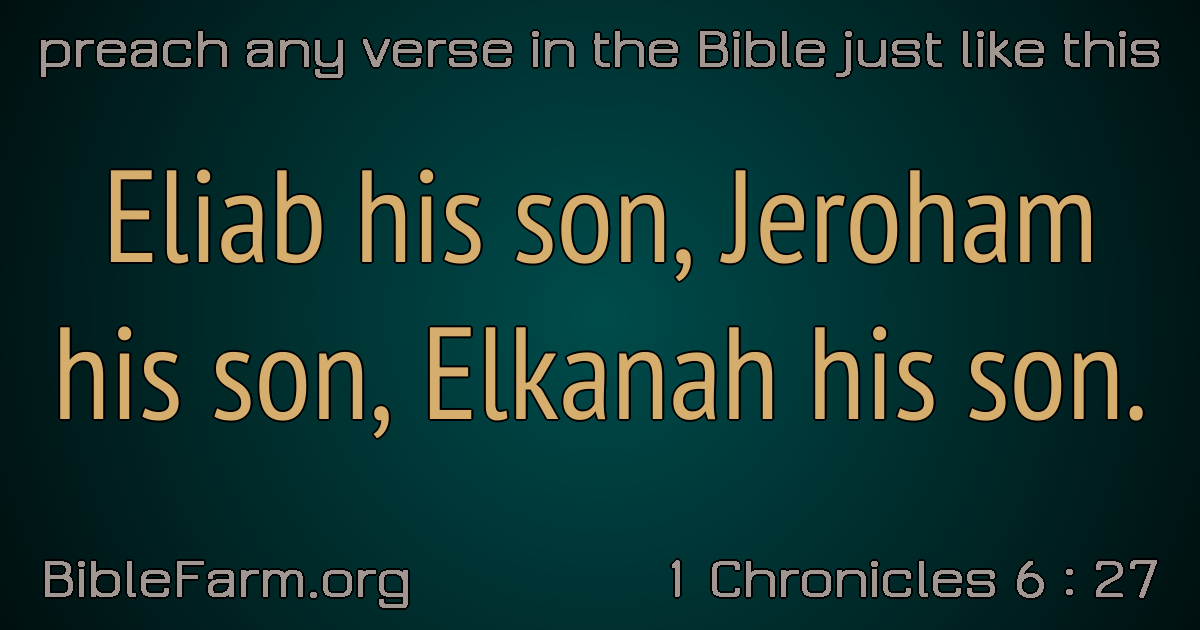 preach any verse in the Bible just like this
Eliab his son, Jeroham
his son, Elkanah his son.
BibleFarm.org
1 Chronicles 6 : 27